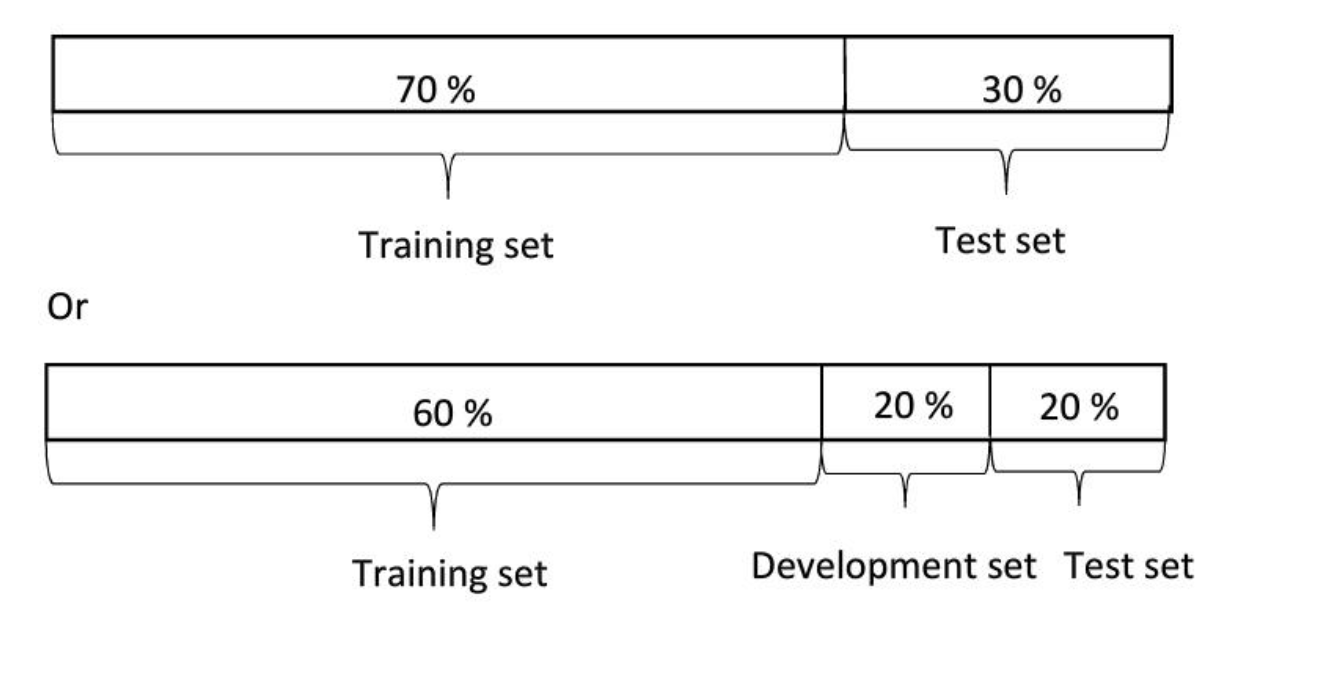 70 % 30 %
Training set Test set
Or
60 % 20 % 20 %
Training set Development set Test set